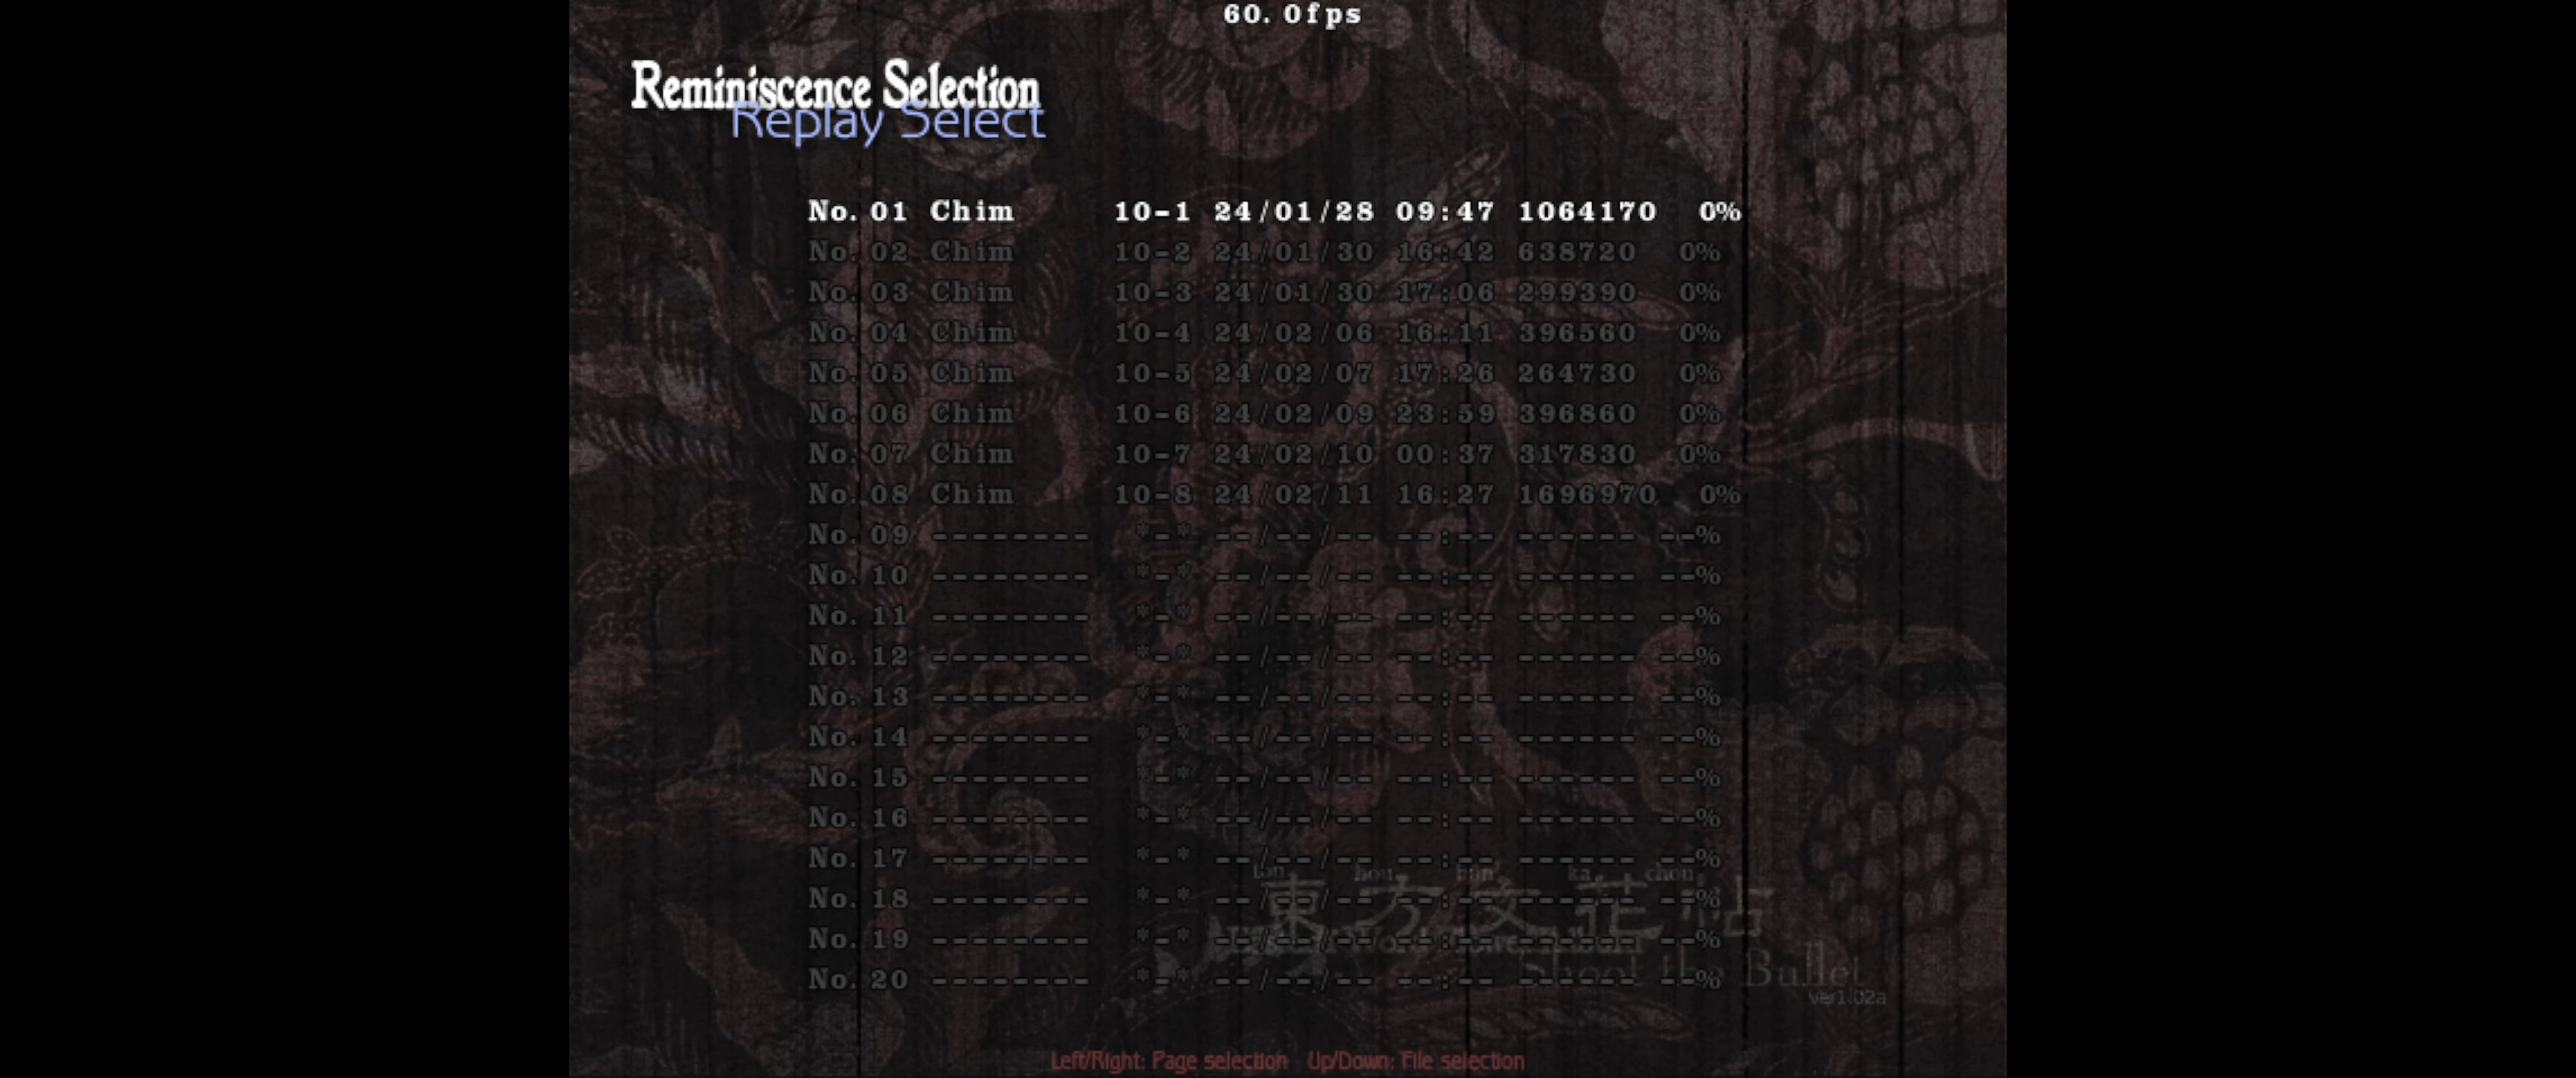 60.0fps
Reminiscence Selection
Replay Select
No. 01 Chim 10-1 24/01/28 09:47 1064170 0%
No. 02 Chim 10-2 24/01/30 16:42 638720 0%
No. 03 Chim 10-3 24/01/30 17:06 299390 0%
No. 04 Chim 10-4 24/02/06 16:11 396560 0%
No. 05 Chim 10-5 24/02/07 17:26 264730 0%
No. 06 Chim 10-6 24/02/09 23:59 396860 0%
No. 07 Chim 10-7 24/02/10 00:37 317830 0%
No. 08 Chim 10-8 24/02/11 16:27 1696970 0%
No. 09 -------- *-* --/--/-- --:-- ------ --%
No. 10 -------- *-* --/--/-- --:-- ------ --%
No. 11 -------- *-* --/--/-- --:-- ------ --%
No. 12 -------- *-* --/--/-- --:-- ------ --%
No. 13 -------- *-* --/--/-- --:-- ------ --%
No. 14 -------- *-* --/--/-- --:-- ------ --%
No. 15 -------- *-* --/--/-- --:-- ------ --%
No. 16 -------- *-* --/--/-- --:-- ------ --%
No. 17 -------- *-* --/--/-- --:-- ------ --%
tou hou bun ka chou
No. 18 -------- *-* --/--/-- --:-- ------ --%
東方文花帖
No. 19 -------- *-* --/--/-- --:-- ------ --%
Shoot the Bullet
No. 20 -------- *-* --/--/-- --:-- ------ --%
ver1.02a
Left/Right: Page selection Up/Down: File selection